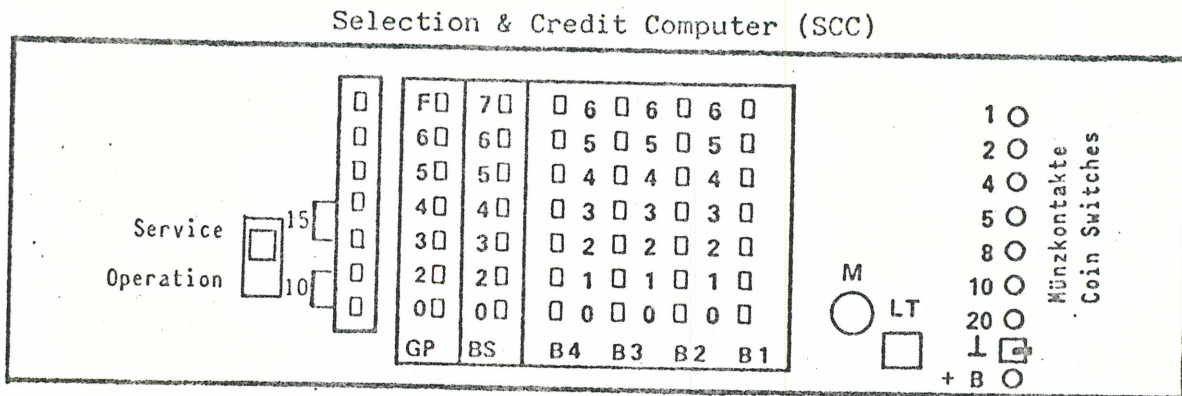 Selection & Credit Computer (SCC)
F 7 6 6 6
6 6 5 5 5
5 5 4 4 4
4 4 3 3 3
3 3 2 2 2
2 2 1 1 1
0 0 0 0 0
GP BS B4 B3 B2 B1
Service
Operation
15
10
M
LT
1
2
4
5
8
10
20
⊥
+ B
Münzkontakte
Coin Switches